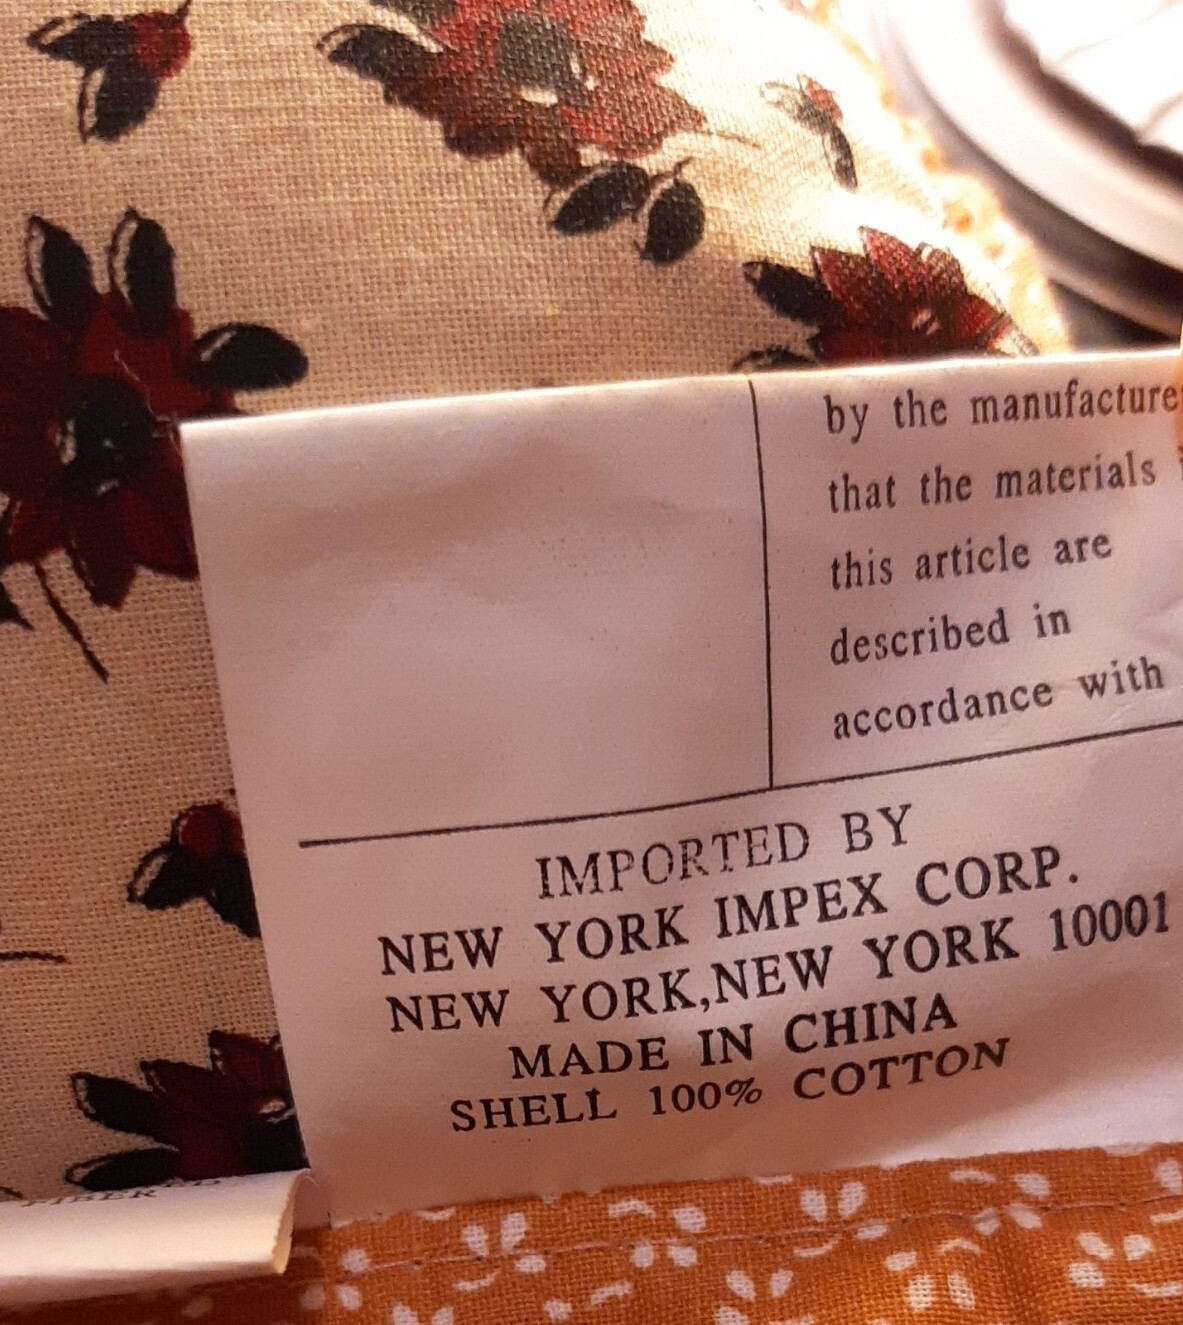 by the manufacture
that the materials
this article are
described in
accordance with
IMPORTED BY
NEW YORK IMPEX CORP.
NEW YORK,NEW YORK 10001
MADE IN CHINA
SHELL 100% COTTON